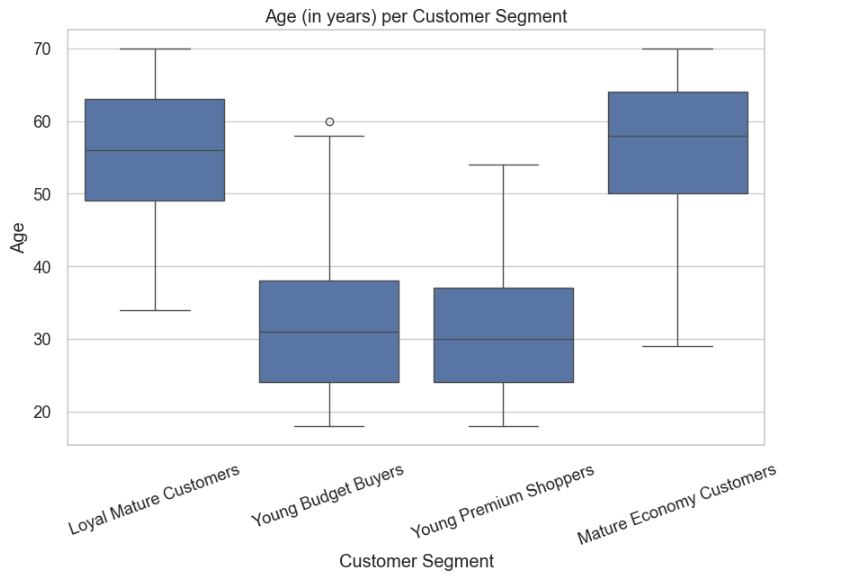 Age (in years) per Customer Segment
70
60
50
40
30
20
Age
Loyal Mature Customers
Young Budget Buyers
Young Premium Shoppers
Mature Economy Customers
Customer Segment